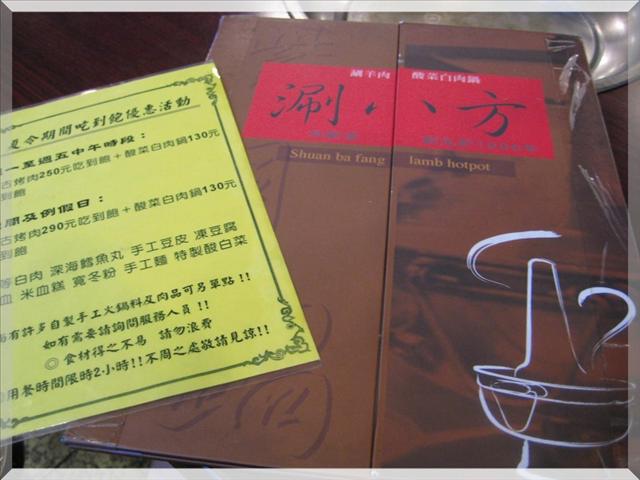 夏令期間吃到飽優惠活動
一至週五中午時段：
古烤肉250元吃到飽＋酸菜白肉鍋130元
到飽
間及例假日：
古烤肉290元吃到飽＋酸菜白肉鍋130元
到飽
等白肉 深海鱈魚丸 手工豆皮 凍豆腐
血 米血糕 寬冬粉 手工麵 特製酸白菜
尚有許多自製手工火鍋料及肉品可另單點!!
如有需要請詢問服務人員!!
◎食材得之不易 請勿浪費
用餐時間限時2小時!!不周之處敬請見諒!!
涮羊肉 酸菜白肉鍋
涮八方
Shuan ba fang lamb hotpot